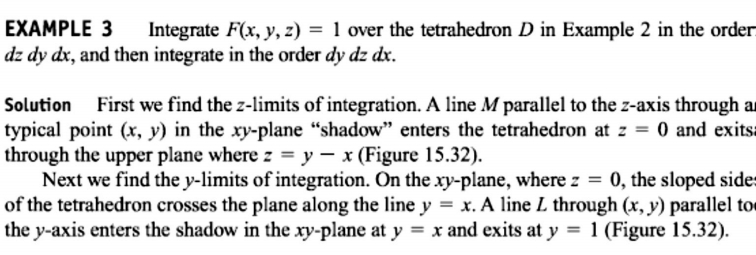 EXAMPLE 3 Integrate F(x, y, z) = 1 over the tetrahedron D in Example 2 in the order
dz dy dx, and then integrate in the order dy dz dx.
Solution First we find the z-limits of integration. A line M parallel to the z-axis through a
typical point (x, y) in the xy-plane “shadow” enters the tetrahedron at z = 0 and exits
through the upper plane where z = y − x (Figure 15.32).
Next we find the y-limits of integration. On the xy-plane, where z = 0, the sloped side
of the tetrahedron crosses the plane along the line y = x. A line L through (x, y) parallel to
the y-axis enters the shadow in the xy-plane at y = x and exits at y = 1 (Figure 15.32).